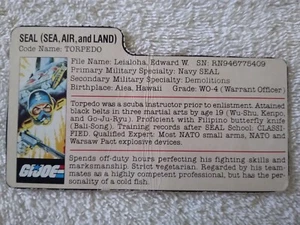 SEAL (SEA, AIR, and LAND)
Code Name: TORPEDO
File Name: Leialoha, Edward W. SN: RN946775409
Primary Military Specialty: Navy SEAL
Secondary Military Specialty: Demolitions
Birthplace: Aiea, Hawaii Grade: WO-4 (Warrant Officer)
Torpedo was a scuba instructor prior to enlistment. Attained
black belts in three martial arts by age 19 (Wu-Shu, Kenpo,
and Go-Ju-Ryu). Proficient with Filipino butterfly knife
(Bali-Song). Training records after SEAL School: CLASSI-
FIED Qualified Expert: Most NATO small arms, NATO and
Warsaw Pact explosive devices.
Spends off-duty hours perfecting his fighting skills and
marksmanship. Strict vegetarian. Regarded by his team-
mates as a highly competent professional, but has the per-
sonality of a cold fish.
G.I. JOE